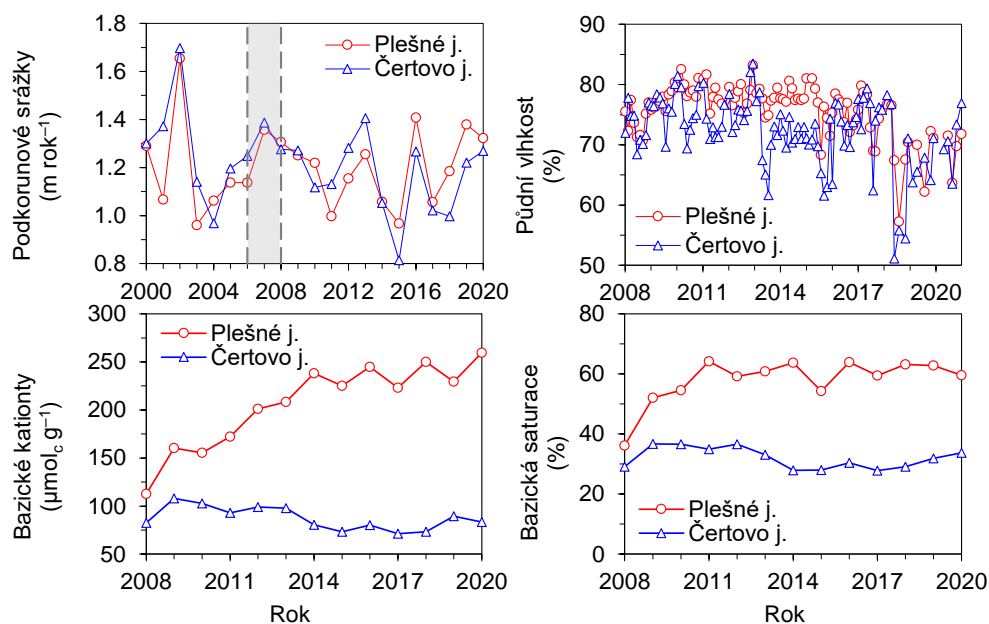 Podkorunové srážky
(m rok⁻¹)
1.8
1.6
1.4
1.2
1.0
0.8
2000
2004
2008
2012
2016
2020
Plešné j.
Čertovo j.
Půdní vlhkost
(%)
90
80
70
60
50
2008
2011
2014
2017
2020
Plešné j.
Čertovo j.
Bazické kationty
(µmol꜀ g⁻¹)
300
250
200
150
100
50
2008
2011
2014
2017
2020
Rok
Plešné j.
Čertovo j.
Bazická saturace
(%)
80
60
40
20
0
2008
2011
2014
2017
2020
Rok
Plešné j.
Čertovo j.